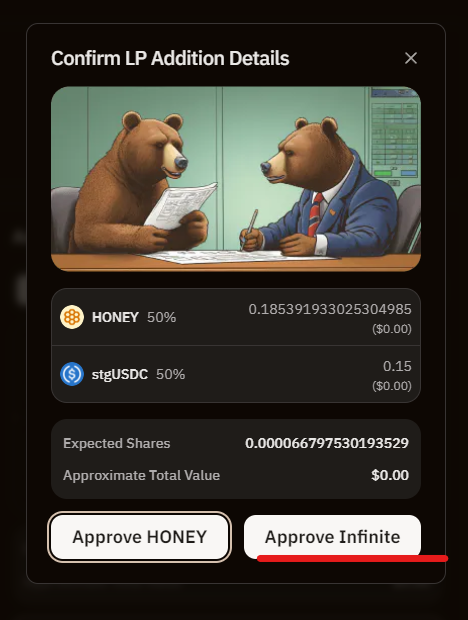 Confirm LP Addition Details
HONEY 50% 0.185391933025304985
($0.00)
stgUSDC 50% 0.15
($0.00)
Expected Shares 0.000066797530193529
Approximate Total Value $0.00
Approve HONEY Approve Infinite